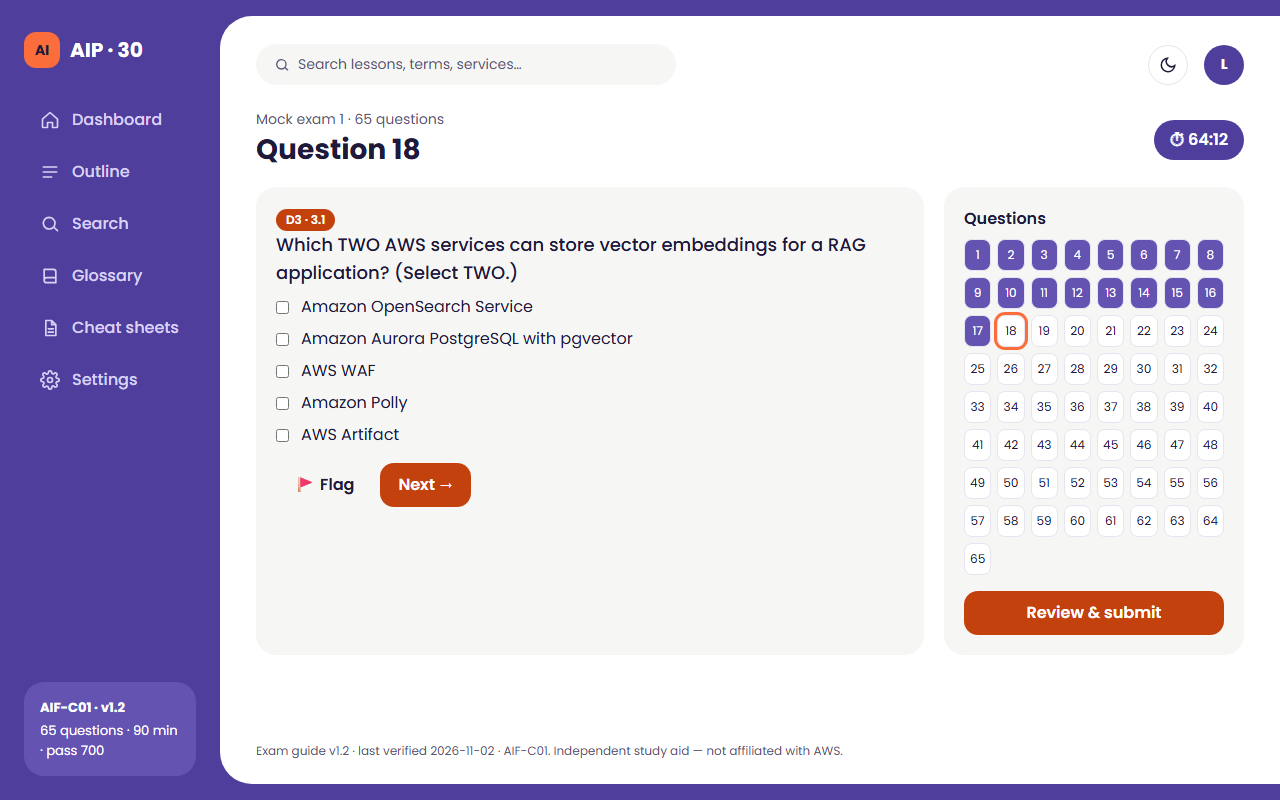 AI
AIP · 30
Dashboard
Outline
Search
Glossary
Cheat sheets
Settings
AIF-C01 · v1.2
65 questions · 90 min
· pass 700
Search lessons, terms, services…
L
Mock exam 1 · 65 questions
Question 18
⏱ 64:12
D3 · 3.1
Which TWO AWS services can store vector embeddings for a RAG
application? (Select TWO.)
Amazon OpenSearch Service
Amazon Aurora PostgreSQL with pgvector
AWS WAF
Amazon Polly
AWS Artifact
🚩 Flag
Next →
Questions
1 2 3 4 5 6 7 8
9 10 11 12 13 14 15 16
17 18 19 20 21 22 23 24
25 26 27 28 29 30 31 32
33 34 35 36 37 38 39 40
41 42 43 44 45 46 47 48
49 50 51 52 53 54 55 56
57 58 59 60 61 62 63 64
65
Review & submit
Exam guide v1.2 · last verified 2026-11-02 · AIF-C01. Independent study aid — not affiliated with AWS.